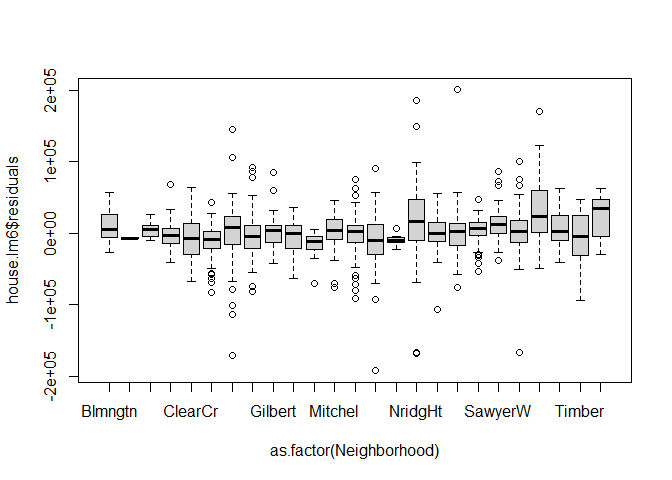 house.lm6$residuals
2e+05
1e+05
0e+00
-1e+05
-2e+05
Blmngtn ClearCr Gilbert Mitchel NridgHt SawyerW Timber
as.factor(Neighborhood)